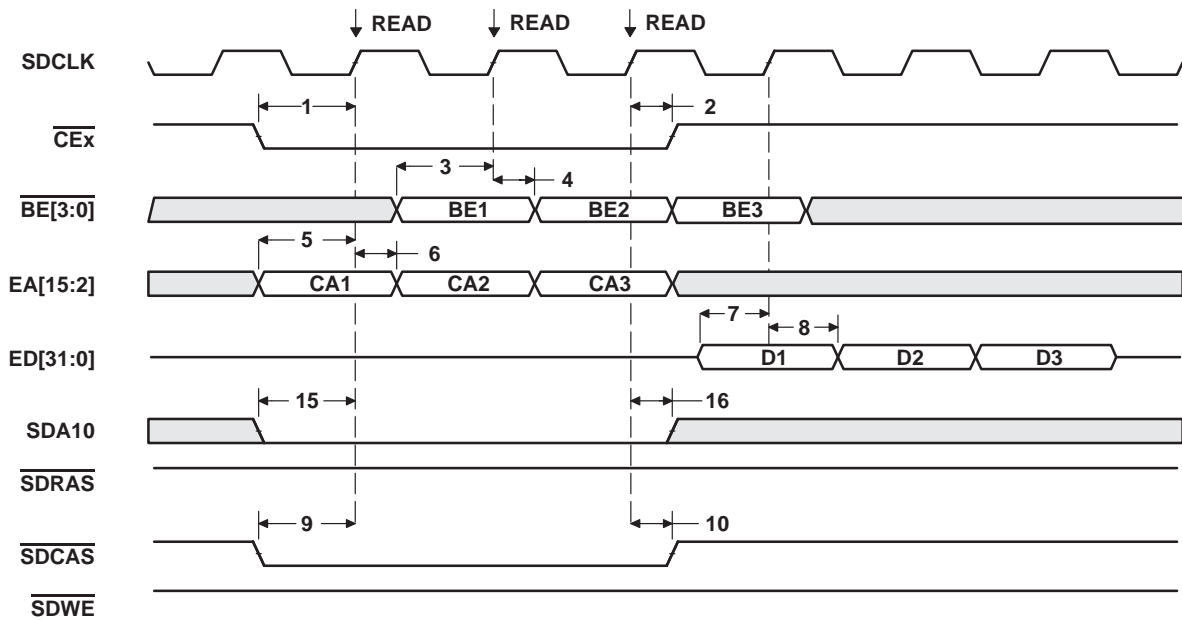 READ READ READ
SDCLK
1 2
CEx
3 4
BE[3:0] BE1 BE2 BE3
5 6
EA[15:2] CA1 CA2 CA3
7 8
ED[31:0] D1 D2 D3
15 16
SDA10
SDRAS
9 10
SDCAS
SDWE